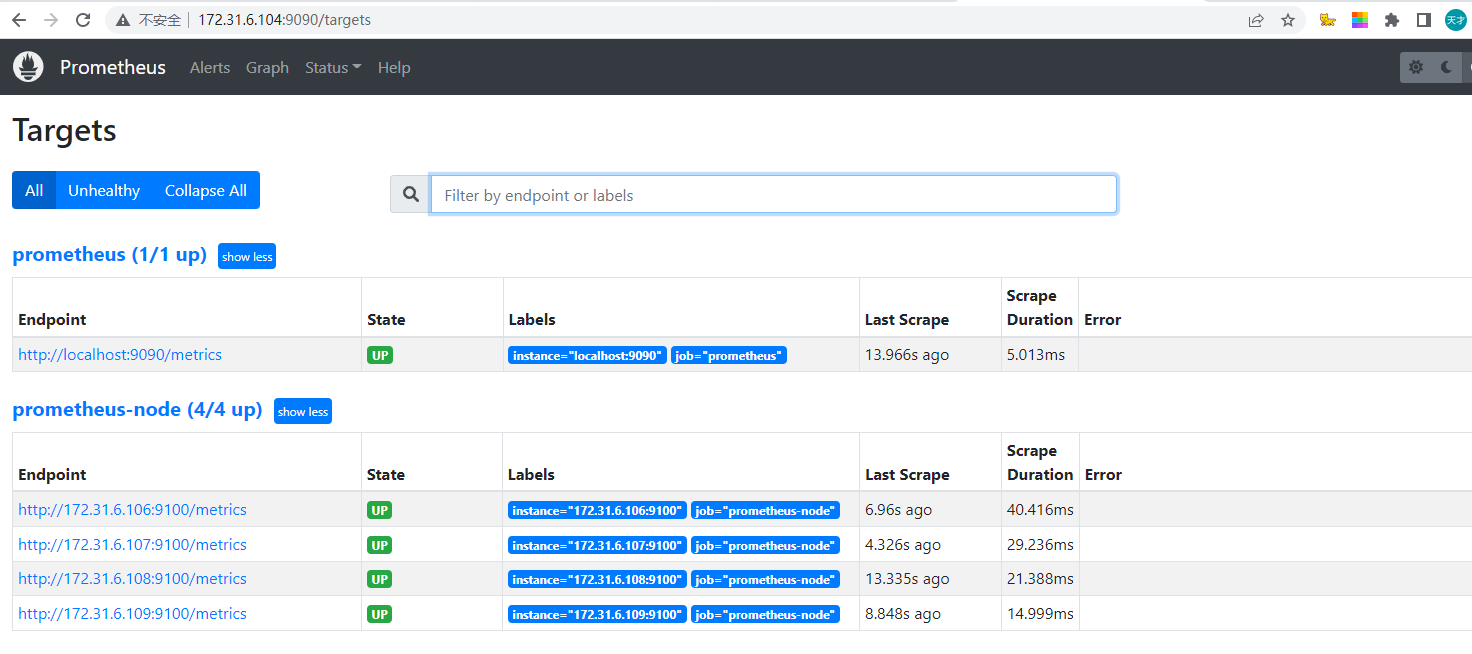 不安全 172.31.6.104:9090/targets
天才
Prometheus Alerts Graph Status Help
Targets
All Unhealthy Collapse All
Filter by endpoint or labels
prometheus (1/1 up) show less
Endpoint State Labels Last Scrape Scrape Duration Error
http://localhost:9090/metrics UP instance="localhost:9090" job="prometheus" 13.966s ago 5.013ms
prometheus-node (4/4 up) show less
Endpoint State Labels Last Scrape Scrape Duration Error
http://172.31.6.106:9100/metrics UP instance="172.31.6.106:9100" job="prometheus-node" 6.96s ago 40.416ms
http://172.31.6.107:9100/metrics UP instance="172.31.6.107:9100" job="prometheus-node" 4.326s ago 29.236ms
http://172.31.6.108:9100/metrics UP instance="172.31.6.108:9100" job="prometheus-node" 13.335s ago 21.388ms
http://172.31.6.109:9100/metrics UP instance="172.31.6.109:9100" job="prometheus-node" 8.848s ago 14.999ms